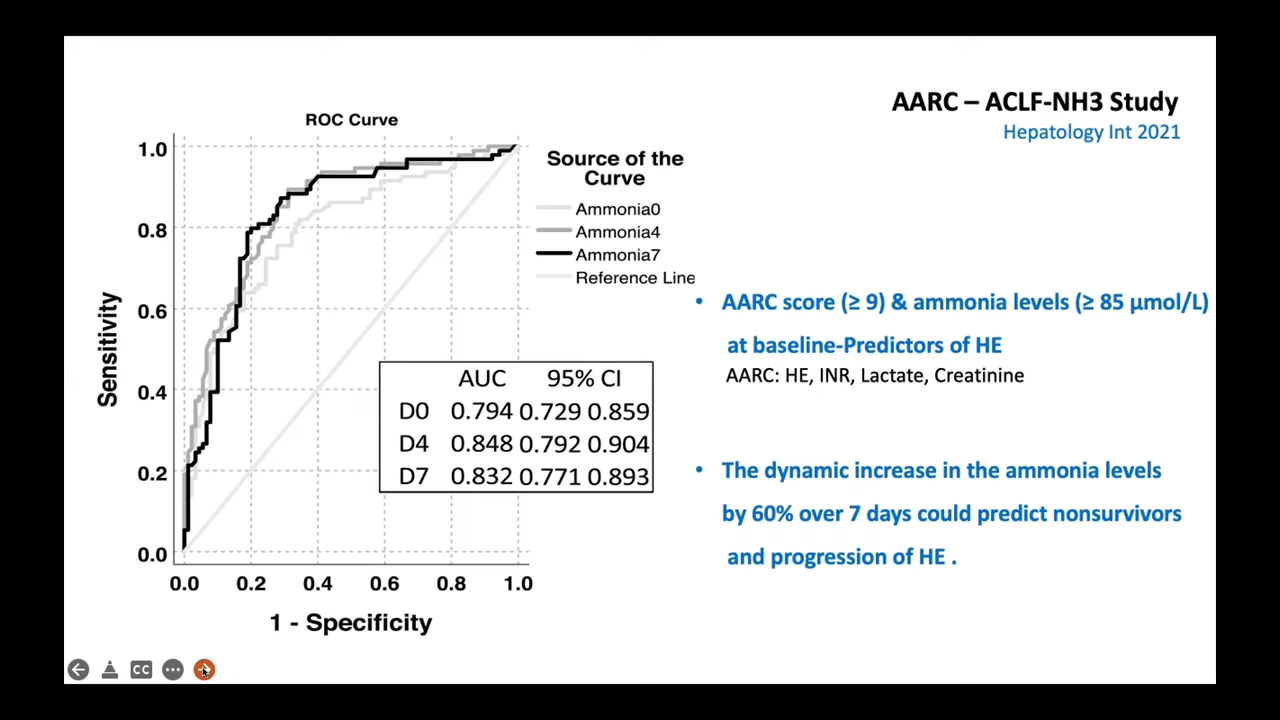 AARC – ACLF-NH3 Study
Hepatology Int 2021
ROC Curve
Source of the
Curve
Ammonia0
Ammonia4
Ammonia7
Reference Line
1.0
0.8
0.6
0.4
0.2
0.0
Sensitivity
0.0 0.2 0.4 0.6 0.8 1.0
1 - Specificity
AUC 95% CI
D0 0.794 0.729 0.859
D4 0.848 0.792 0.904
D7 0.832 0.771 0.893
• AARC score (≥ 9) & ammonia levels (≥ 85 μmol/L)
at baseline-Predictors of HE
AARC: HE, INR, Lactate, Creatinine
• The dynamic increase in the ammonia levels
by 60% over 7 days could predict nonsurvivors
and progression of HE .
CC